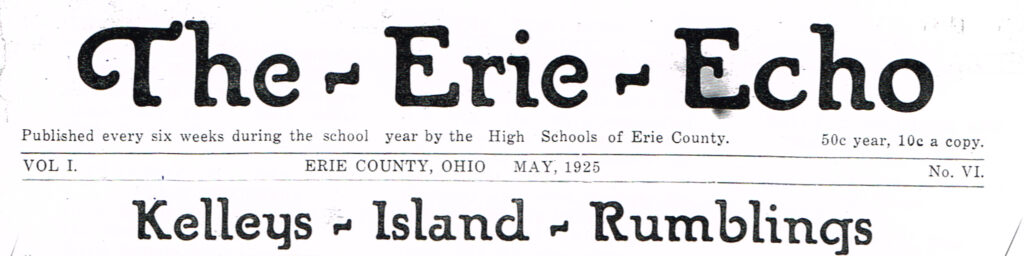 The ~ Erie ~ Echo
Published every six weeks during the school year by the High Schools of Erie County. 50c year, 10c a copy.
VOL I. ERIE COUNTY, OHIO MAY, 1925 No. VI.
Kelleys ~ Island ~ Rumblings